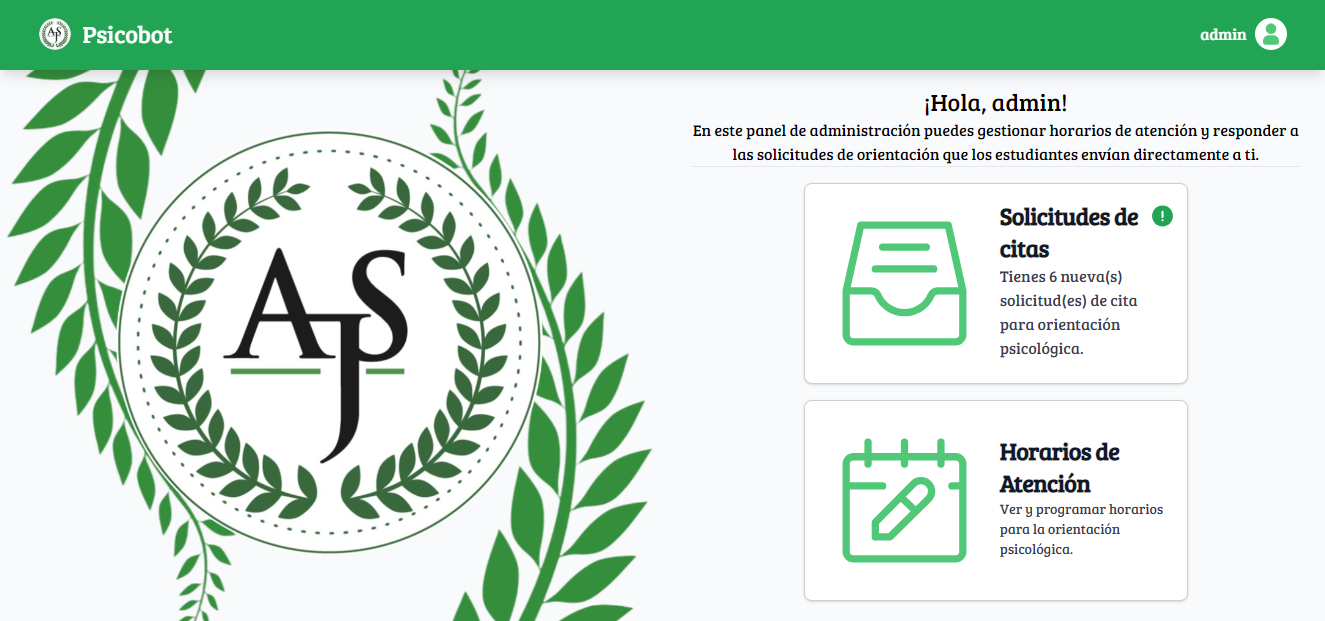 AJS
Psicobot
admin
AJS
¡Hola, admin!
En este panel de administración puedes gestionar horarios de atención y responder a
las solicitudes de orientación que los estudiantes envían directamente a ti.
Solicitudes de
citas
!
Tienes 6 nueva(s)
solicitud(es) de cita
para orientación
psicológica.
Horarios de
Atención
Ver y programar horarios
para la orientación
psicológica.